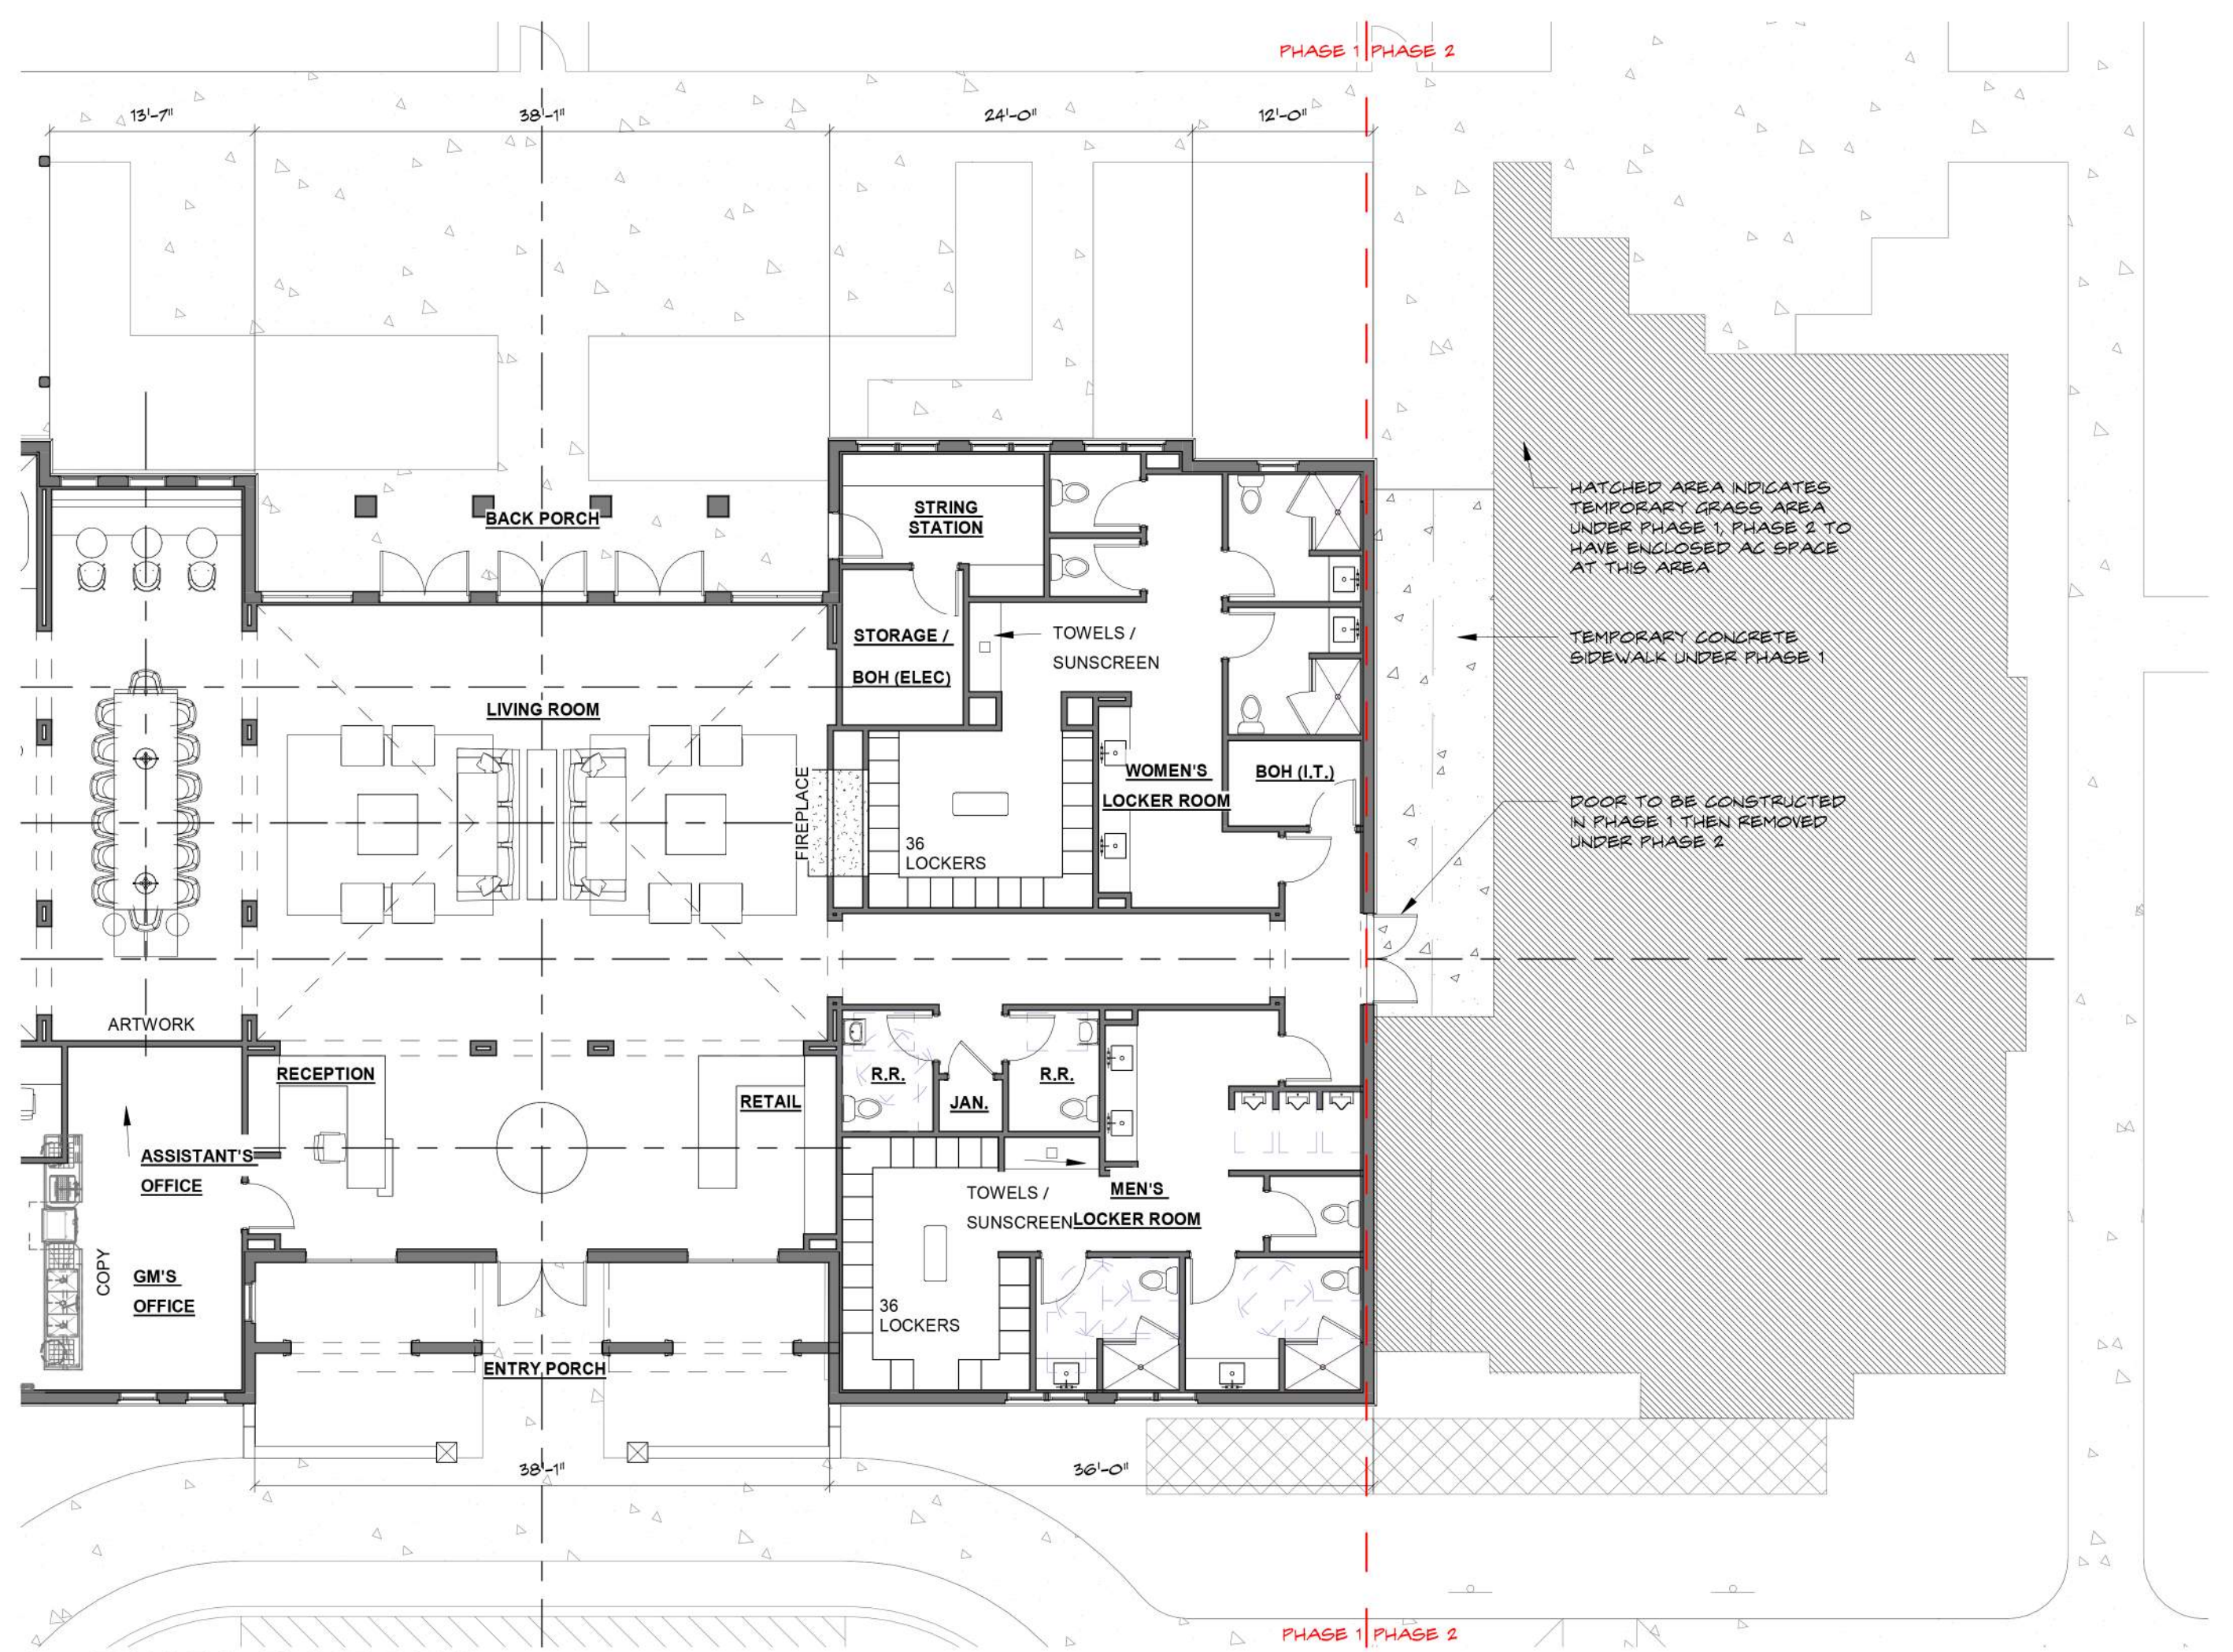 PHASE 1 PHASE 2
13'-7" 38'-1" 24'-0" 12'-0"
HATCHED AREA INDICATES
TEMPORARY GRASS AREA
UNDER PHASE 1, PHASE 2 TO
HAVE ENCLOSED AC SPACE
AT THIS AREA
STRING
STATION
BACK PORCH
STORAGE /
BOH (ELEC)
TOWELS /
SUNSCREEN
TEMPORARY CONCRETE
SIDEWALK UNDER PHASE 1
LIVING ROOM
FIREPLACE
WOMEN'S
LOCKER ROOM
BOH (I.T.)
36
LOCKERS
DOOR TO BE CONSTRUCTED
IN PHASE 1 THEN REMOVED
UNDER PHASE 2
ARTWORK
RECEPTION
RETAIL
R.R.
JAN.
R.R.
ASSISTANT'S
OFFICE
COPY
GM'S
OFFICE
TOWELS /
SUNSCREEN
MEN'S
LOCKER ROOM
36
LOCKERS
ENTRY PORCH
38'-1" 36'-0"
PHASE 1 PHASE 2